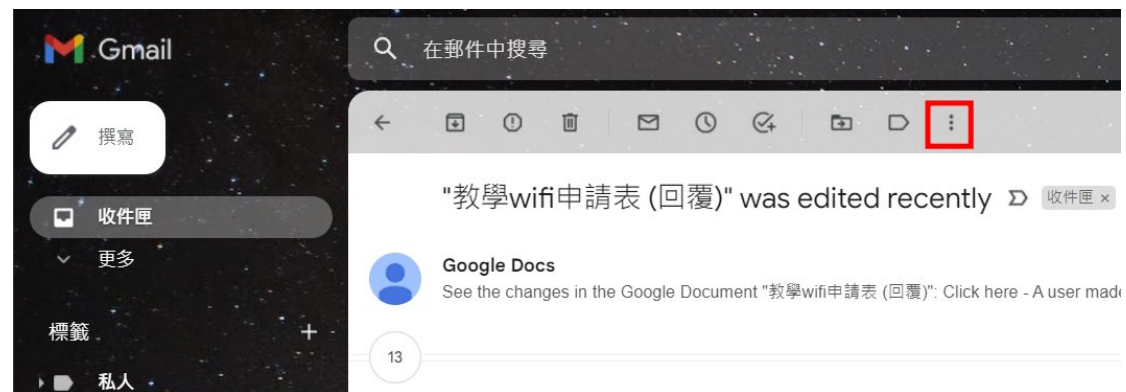 Gmail
在郵件中搜尋
撰寫
"教學wifi申請表 (回覆)" was edited recently
收件匣 ×
收件匣
更多
Google Docs
See the changes in the Google Document "教學wifi申請表 (回覆)": Click here - A user made
標籤
13
私人